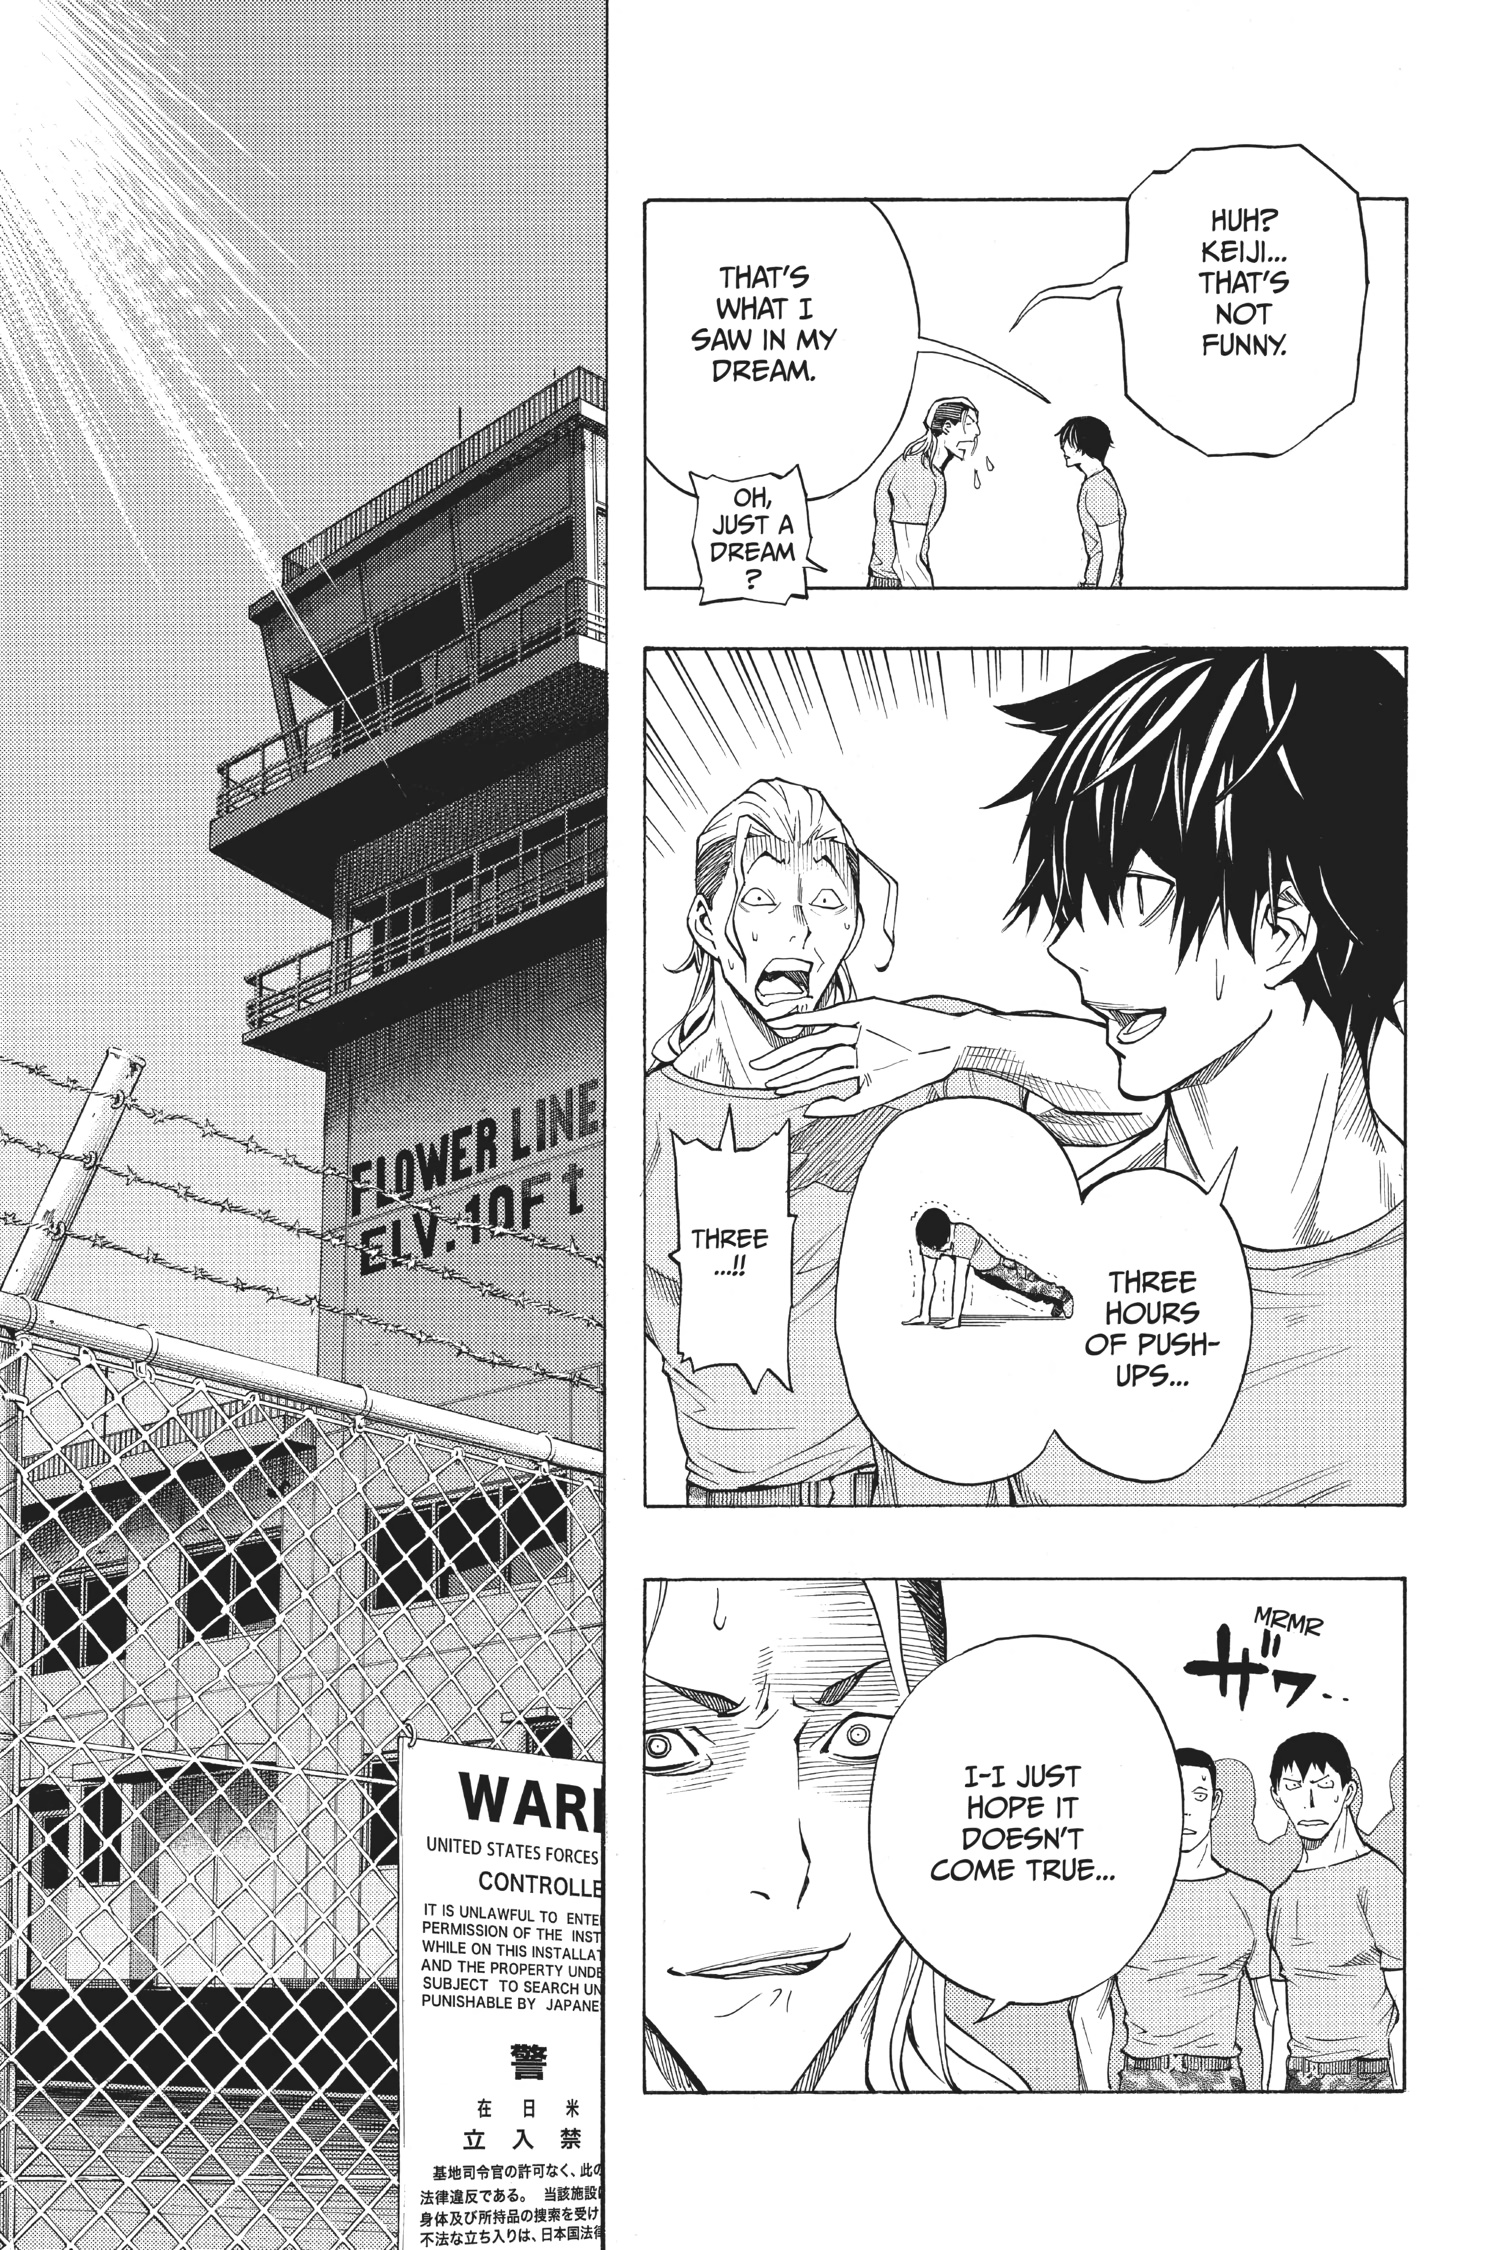 HUH?
KEIJI...
THAT'S
NOT
FUNNY.
THAT'S
WHAT I
SAW IN MY
DREAM.
OH,
JUST A
DREAM
?
THREE
HOURS
OF PUSH-
UPS...
THREE
...!!
MRMR
ザワ..
I-I JUST
HOPE IT
DOESN'T
COME TRUE...
FLOWER LINE
ELV.10Ft
WAR
UNITED STATES FORCES
CONTROLLE
IT IS UNLAWFUL TO ENTE
PERMISSION OF THE INST
WHILE ON THIS INSTALLAT
AND THE PROPERTY UNDE
SUBJECT TO SEARCH UN
PUNISHABLE BY JAPANE
警
在日米
立入禁
基地司令官の許可なく、此の
法律違反である。 当該施設
身体及び所持品の捜索を受け
不法な立ち入りは、日本国法律